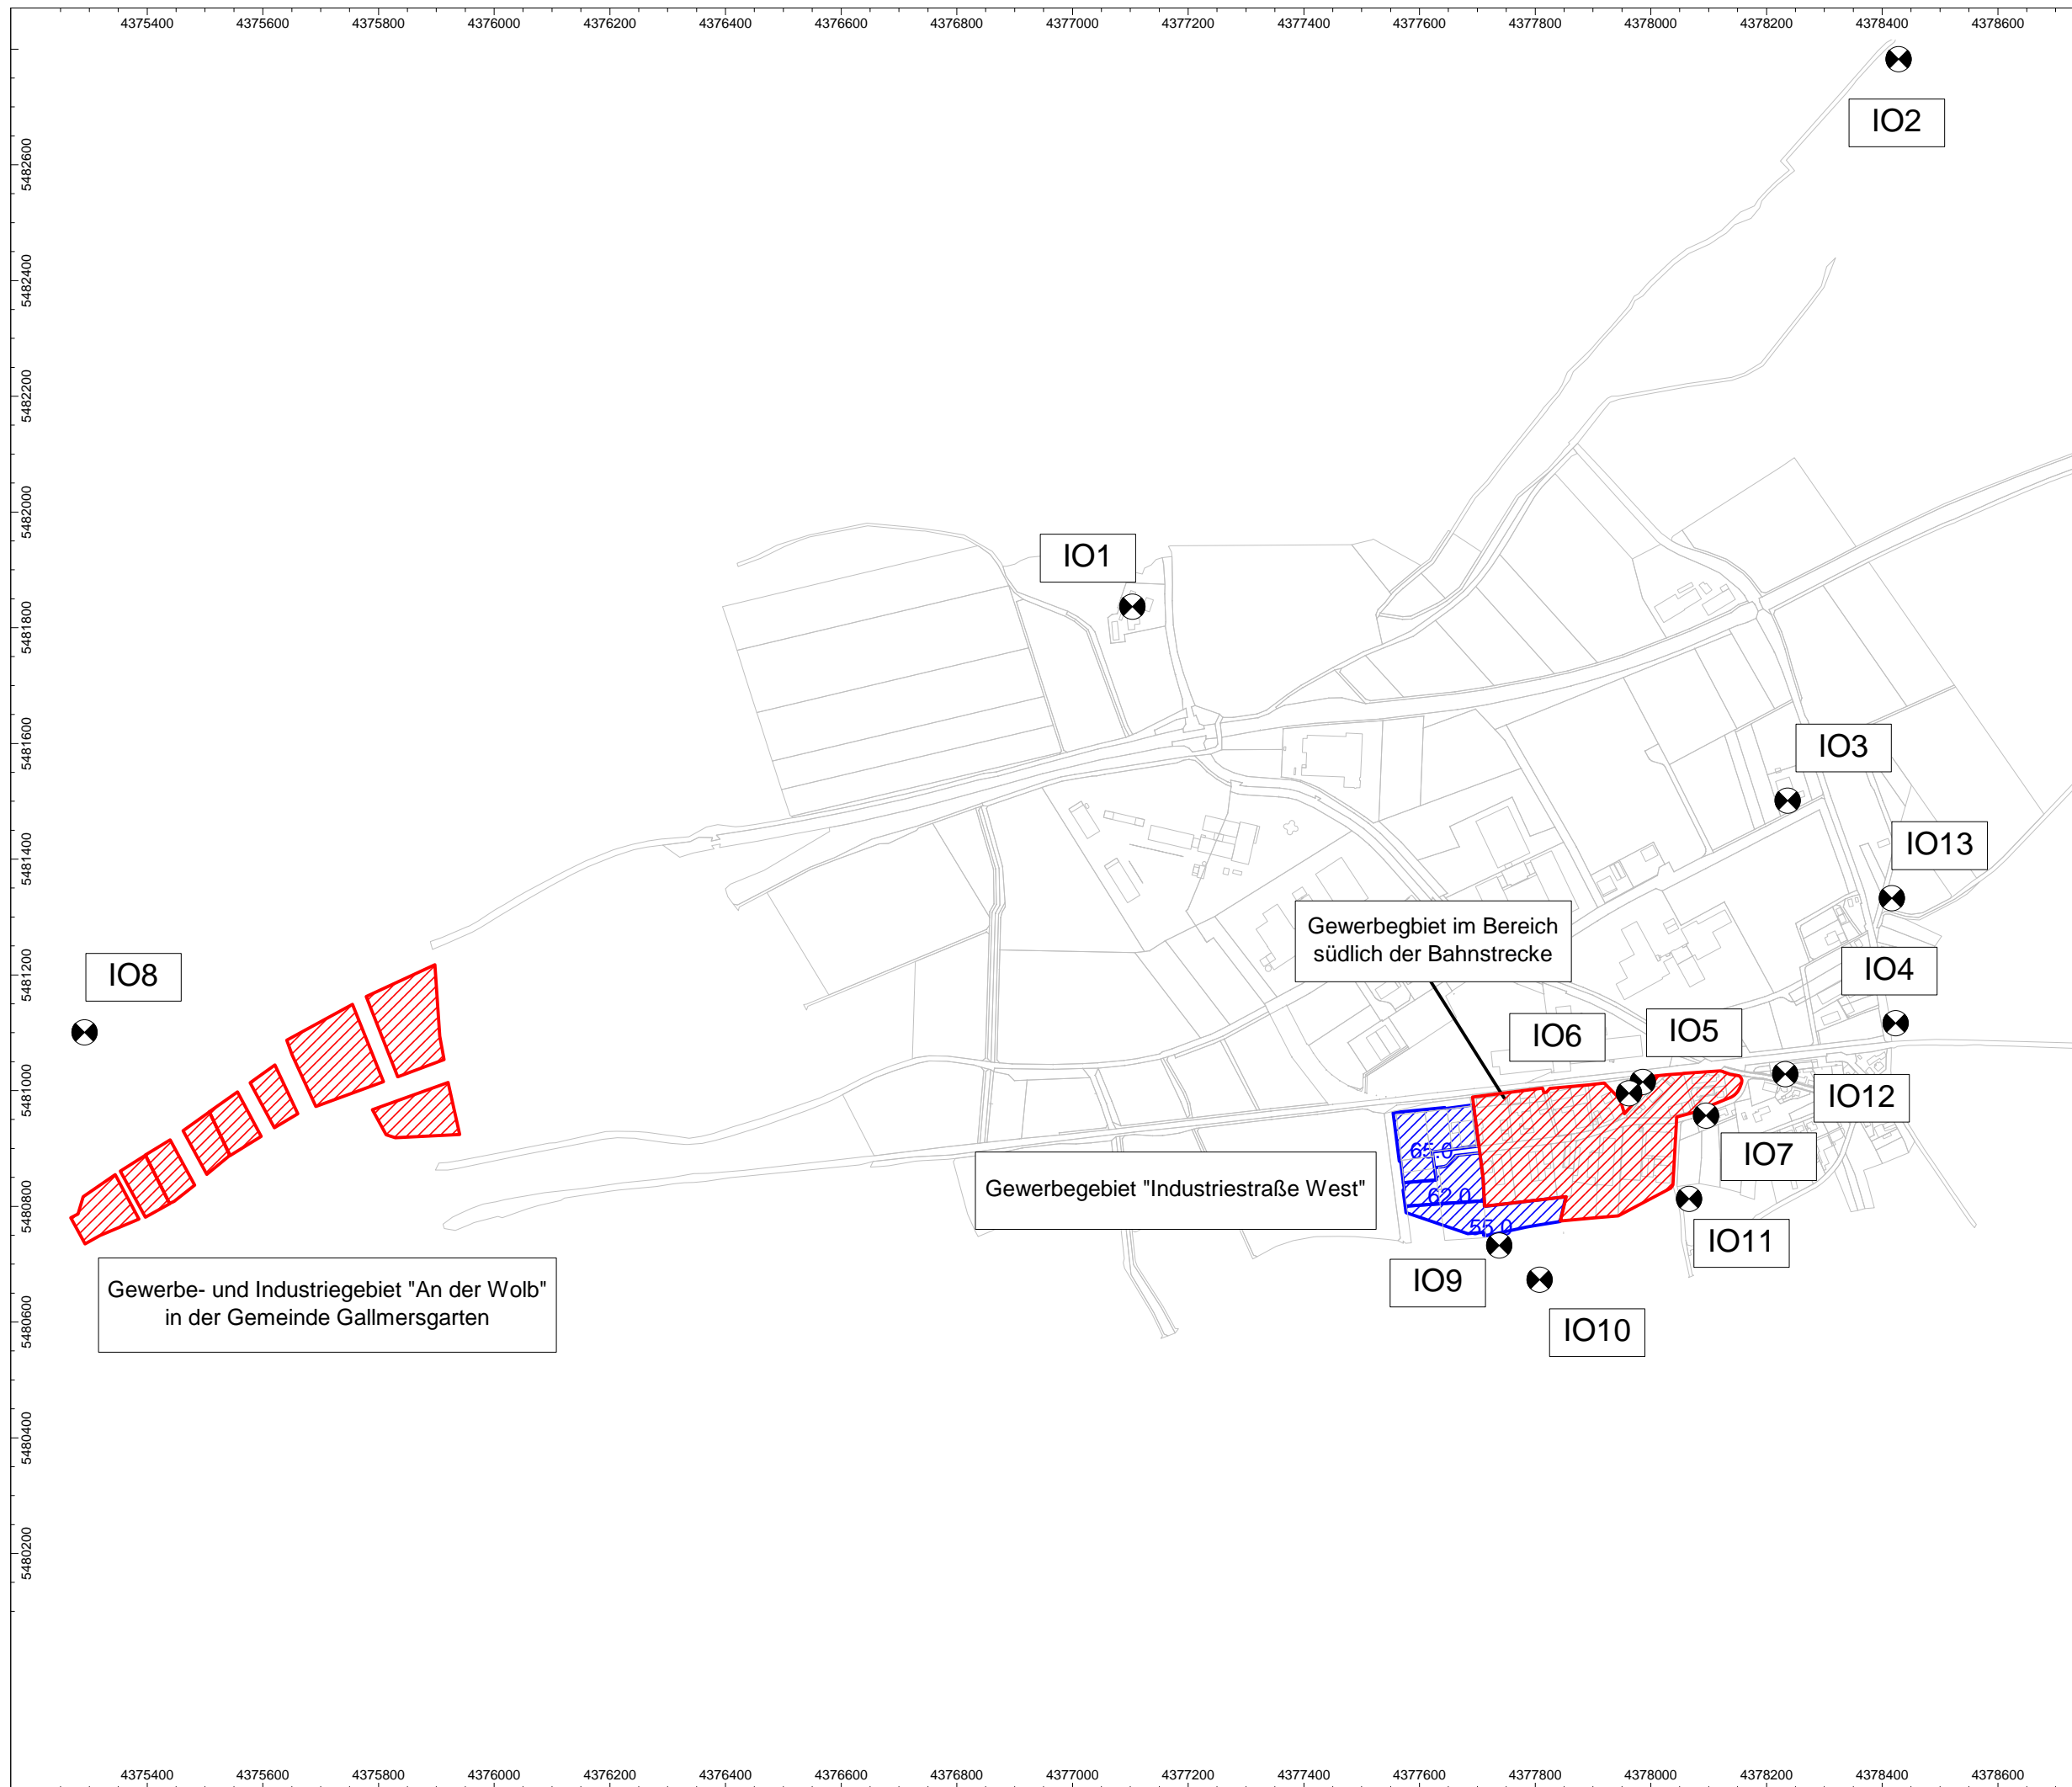 4375400 4375600 4375800 4376000 4376200 4376400 4376600 4376800 4377000 4377200 4377400 4377600 4377800 4378000 4378200 4378400 4378600
IO2
5482600
5482400
5482200
5482000
IO1
5481800
5481600
IO3
5481400
IO13
Gewerbegbiet im Bereich
südlich der Bahnstrecke
5481200
IO8
IO4
IO6
IO5
5481000
IO12
65.0
IO7
Gewerbegebiet "Industriestraße West"
62.0
5480800
55.0
IO11
IO9
Gewerbe- und Industriegebiet "An der Wolb"
in der Gemeinde Gallmersgarten
5480600
IO10
5480400
5480200
4375400 4375600 4375800 4376000 4376200 4376400 4376600 4376800 4377000 4377200 4377400 4377600 4377800 4378000 4378200 4378400 4378600